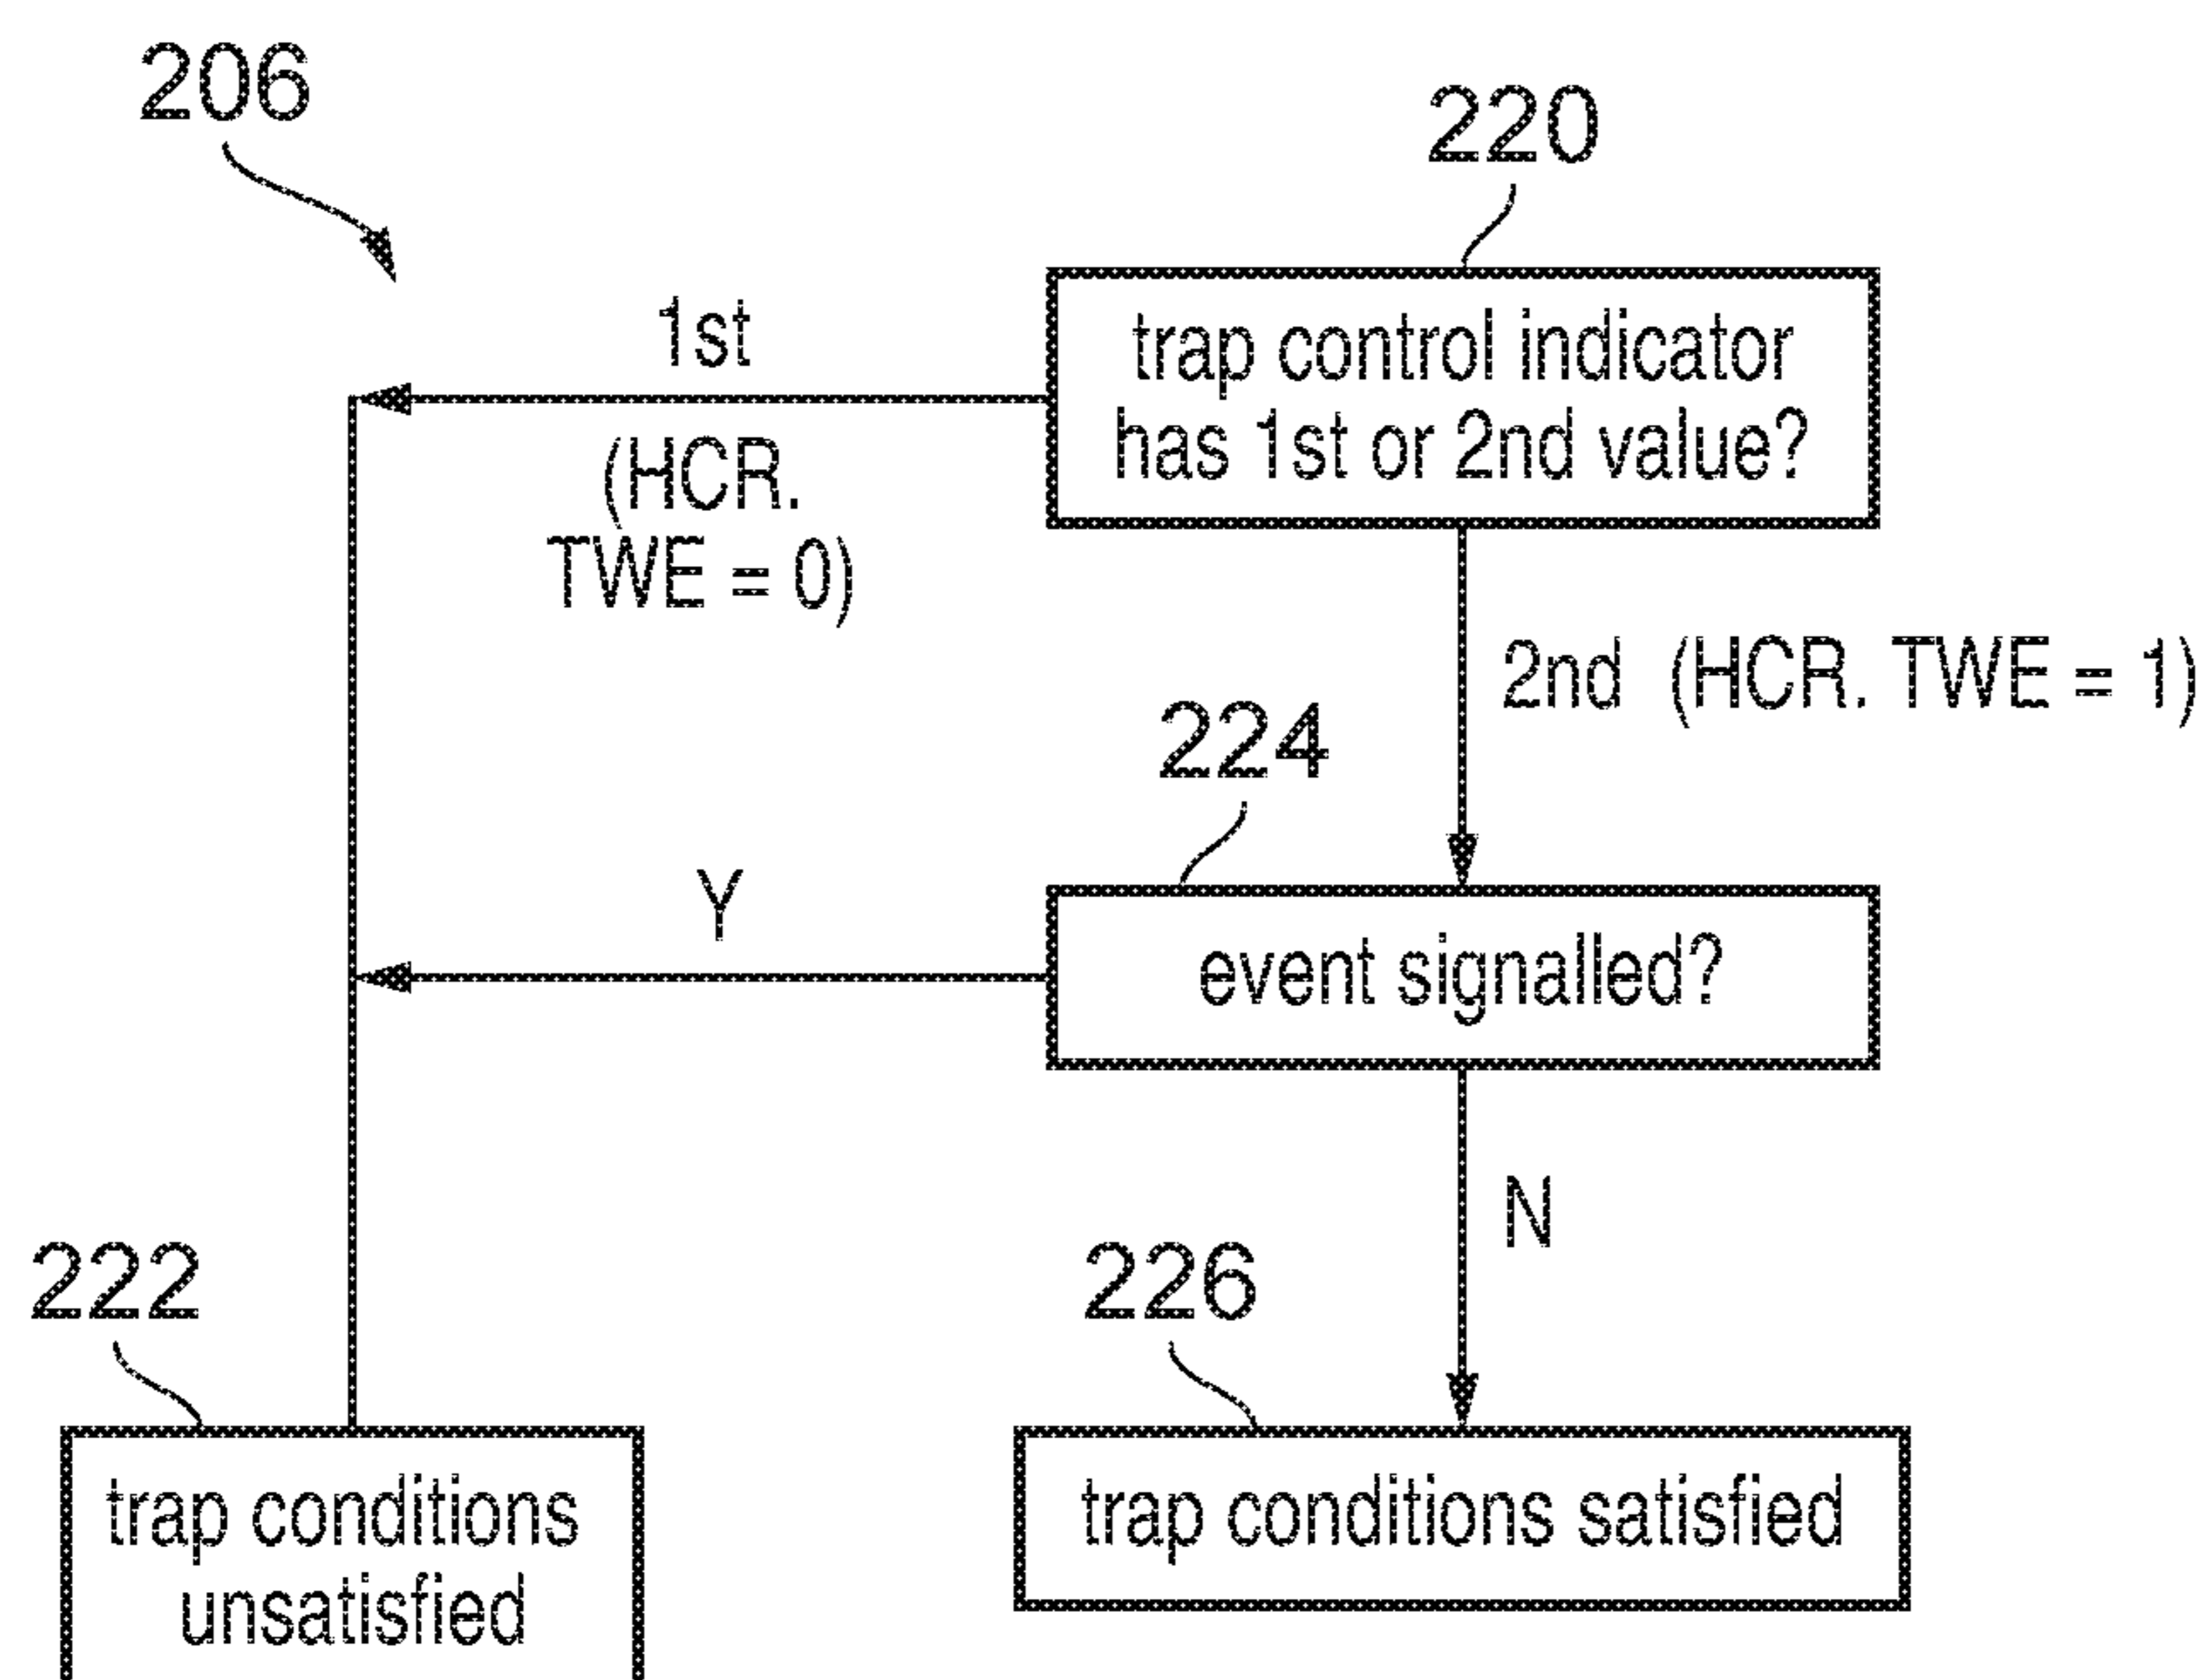 206
220
trap control indicator
has 1st or 2nd value?
1st
(HCR.
TWE = 0)
2nd (HCR. TWE = 1)
224
event signalled?
Y
N
222
trap conditions
unsatisfied
226
trap conditions satisfied